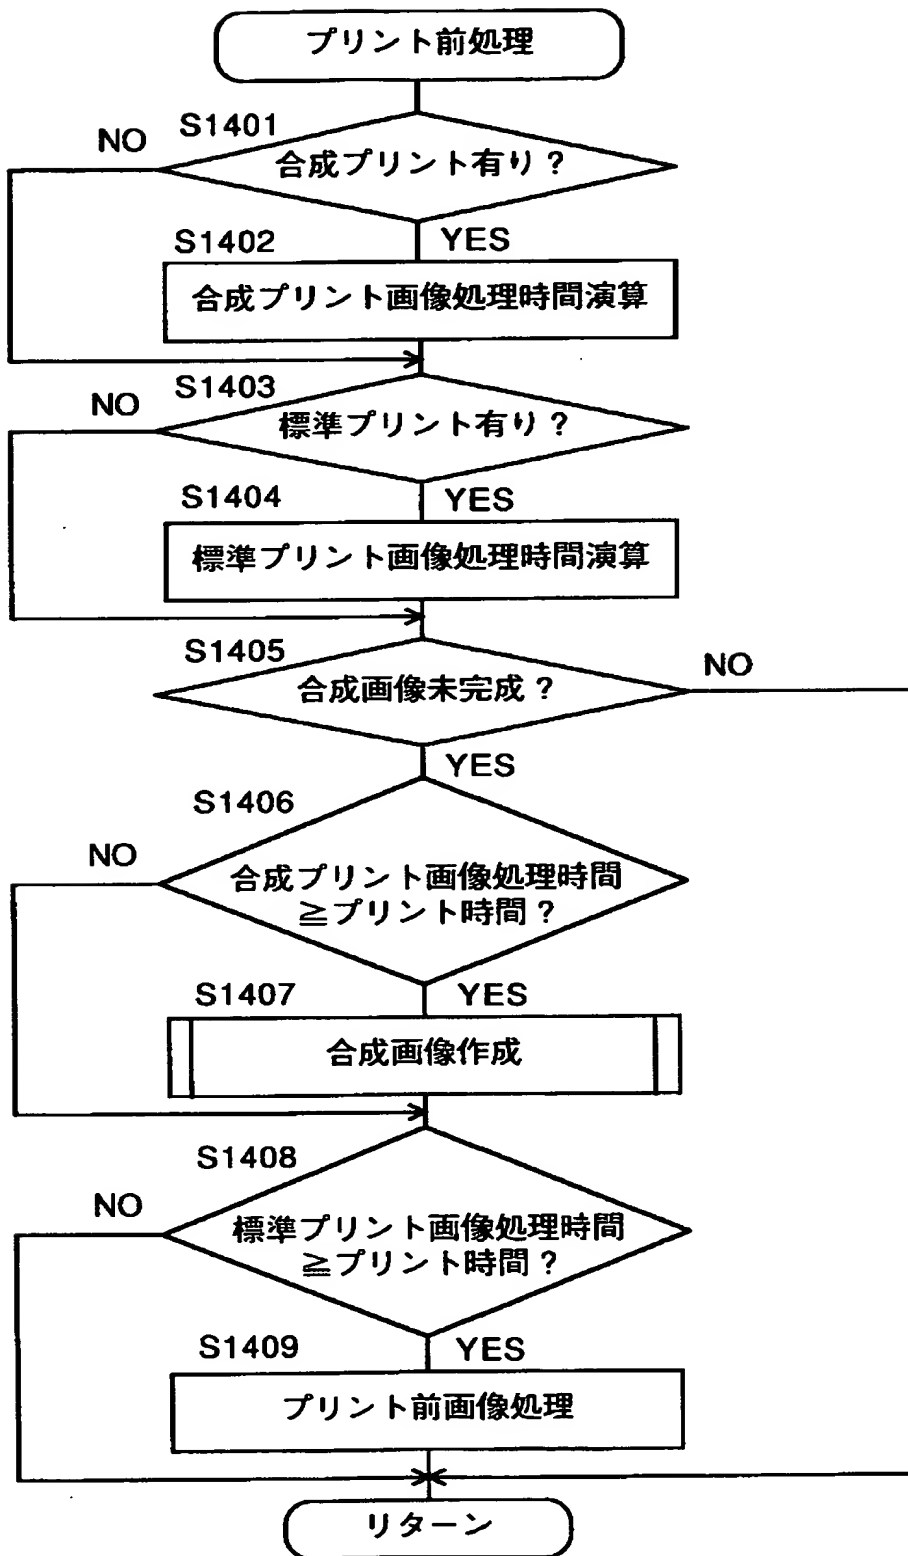 プリント前処理
S1401
NO
合成プリント有り？
S1402
YES
合成プリント画像処理時間演算
S1403
NO
標準プリント有り？
S1404
YES
標準プリント画像処理時間演算
S1405
NO
合成画像未完成？
YES
S1406
NO
合成プリント画像処理時間
≧プリント時間？
S1407
YES
合成画像作成
S1408
NO
標準プリント画像処理時間
≧プリント時間？
S1409
YES
プリント前画像処理
リターン